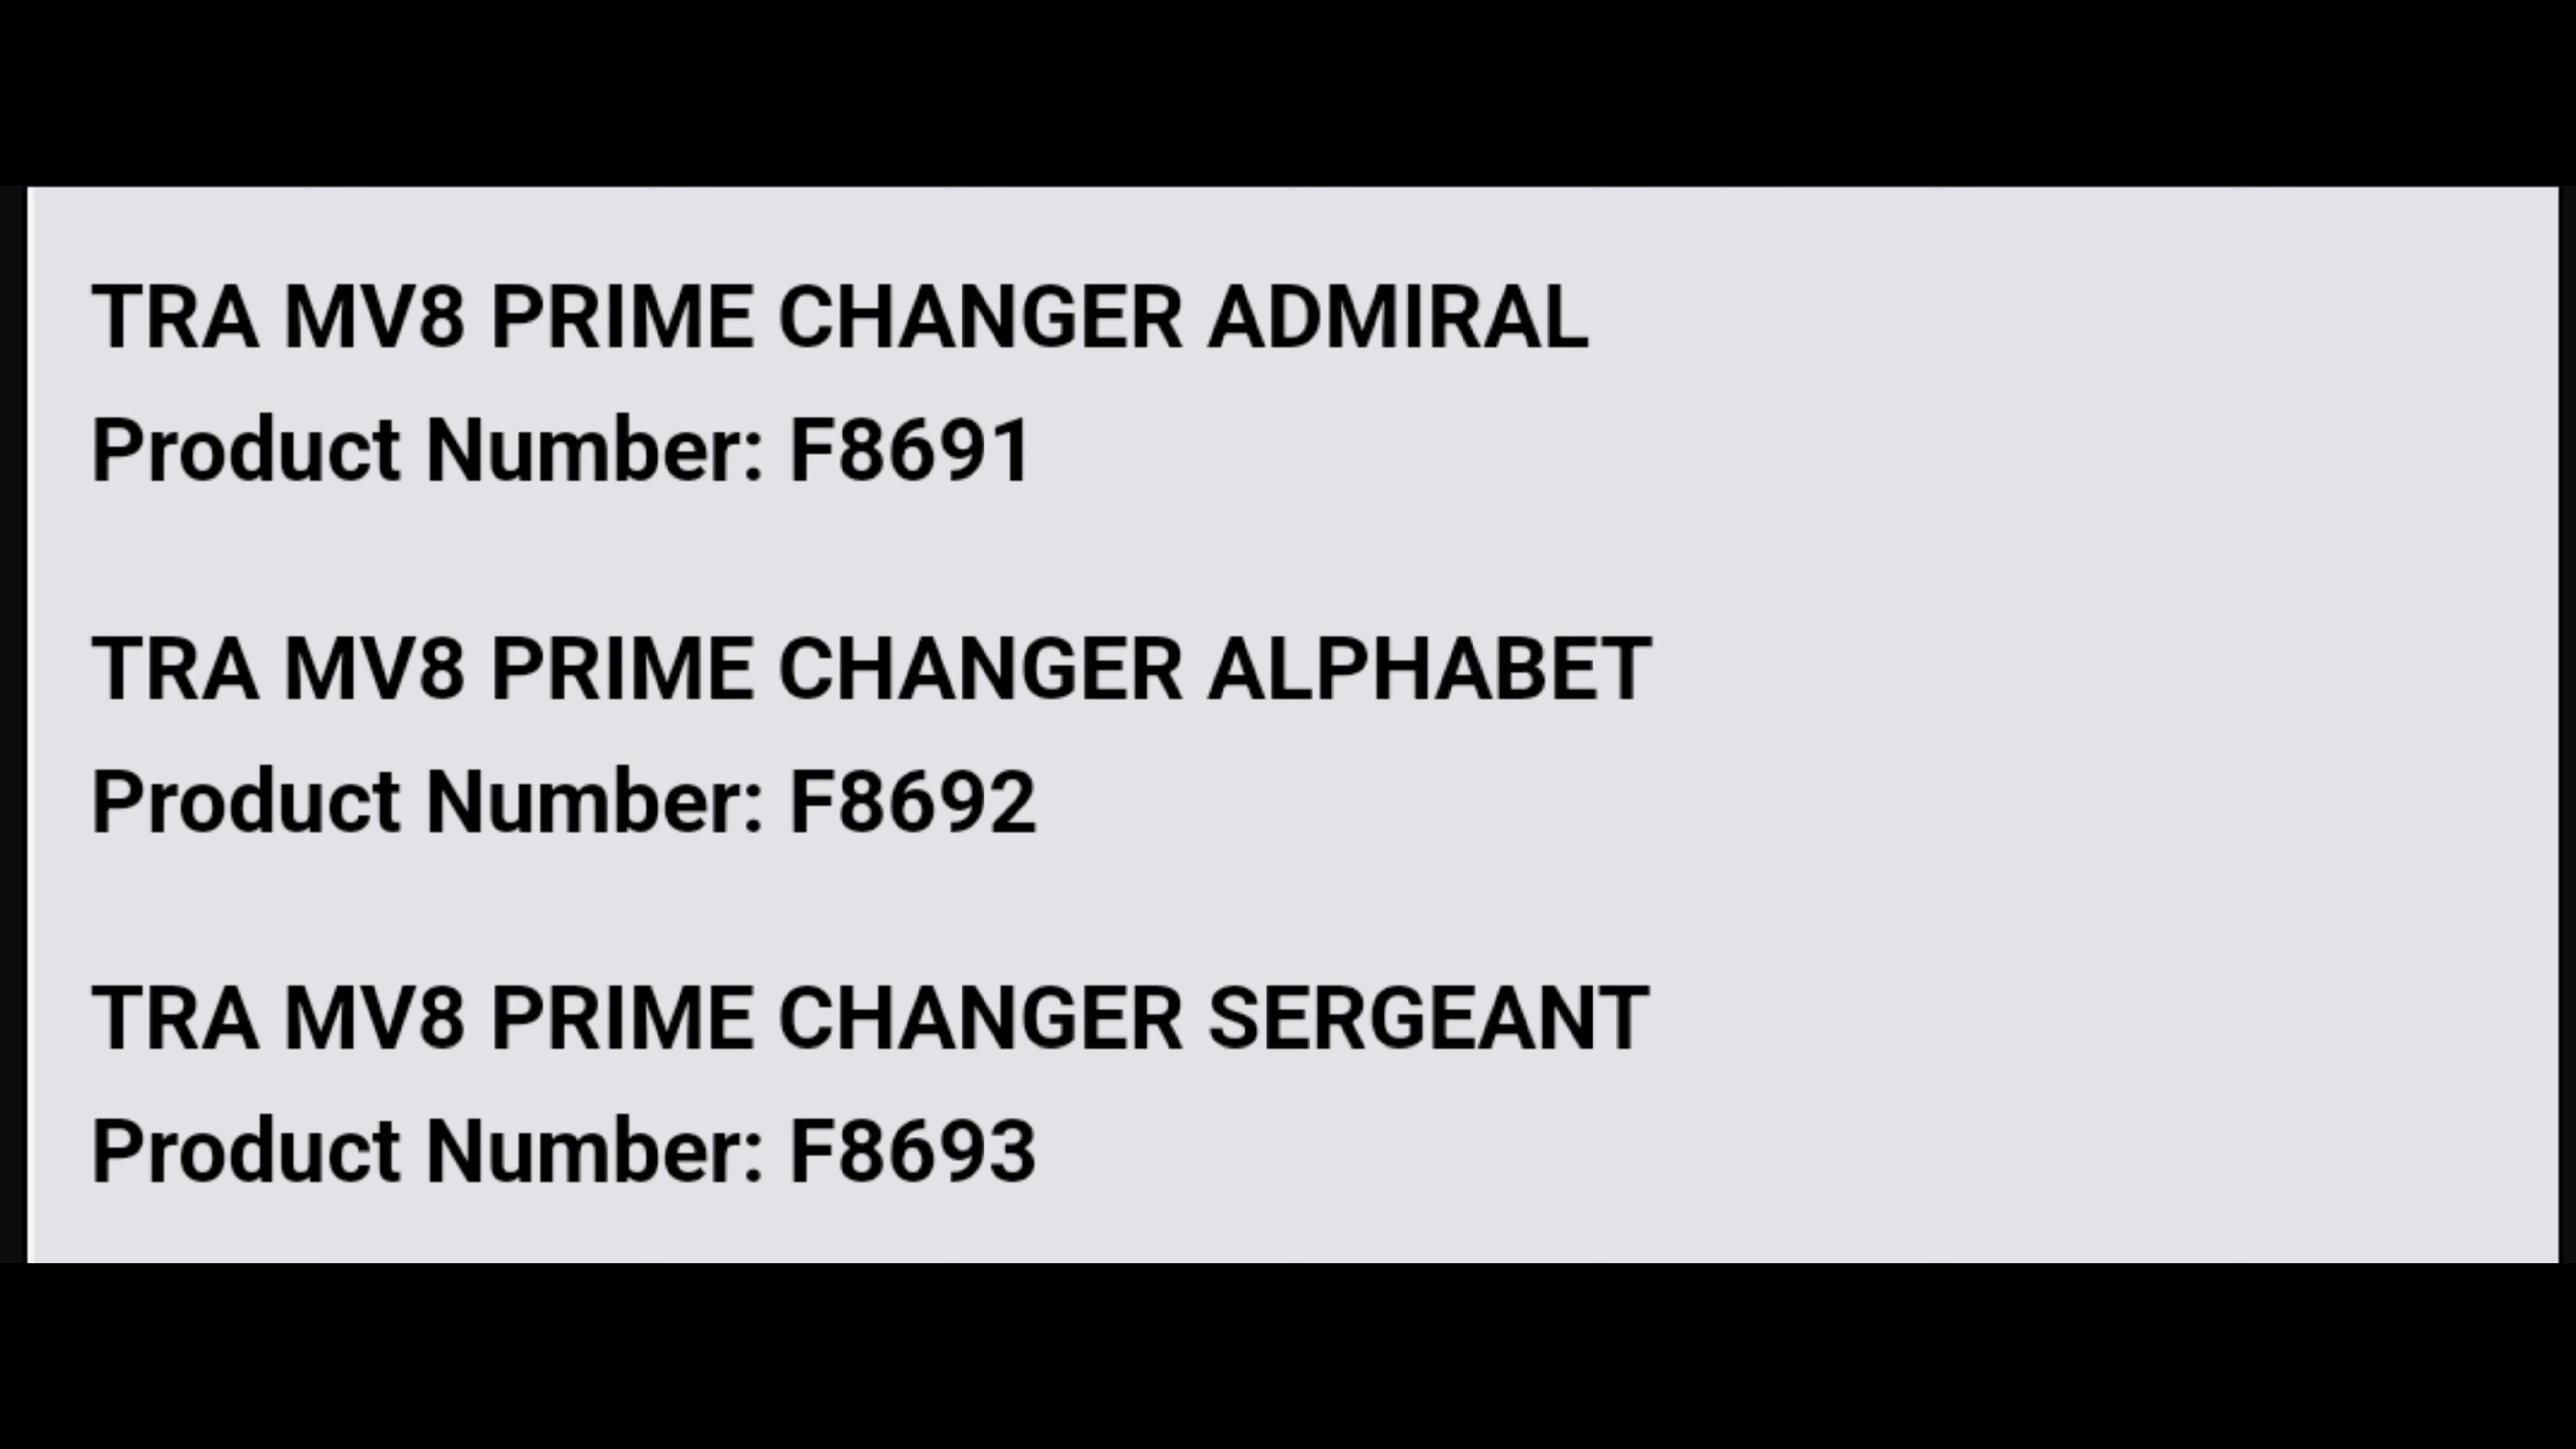 TRA MV8 PRIME CHANGER ADMIRAL
Product Number: F8691
TRA MV8 PRIME CHANGER ALPHABET
Product Number: F8692
TRA MV8 PRIME CHANGER SERGEANT
Product Number: F8693